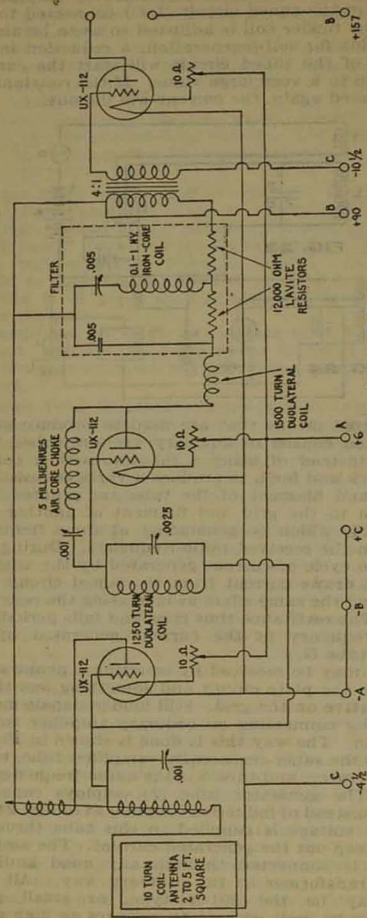 10 TURN
COIL
ANTENNA
2 TO 5 FT.
SQUARE
.001
UX-112
10 Ω
1250 TURN
DUOLATERAL
COIL
.0025
.001
5 MILLIHENRIES
AIR CORE CHOKE
UX-112
10 Ω
1500 TURN
DUOLATERAL
COIL
FILTER
.005
.005
0.1-1 HY.
IRON-CORE
COIL
12,000 OHM
LAVITE
RESISTORS
4:1
UX-112
10 Ω
C
-4½
-A
-B
+C
A
+6
B
+90
C
-10½
B
+157